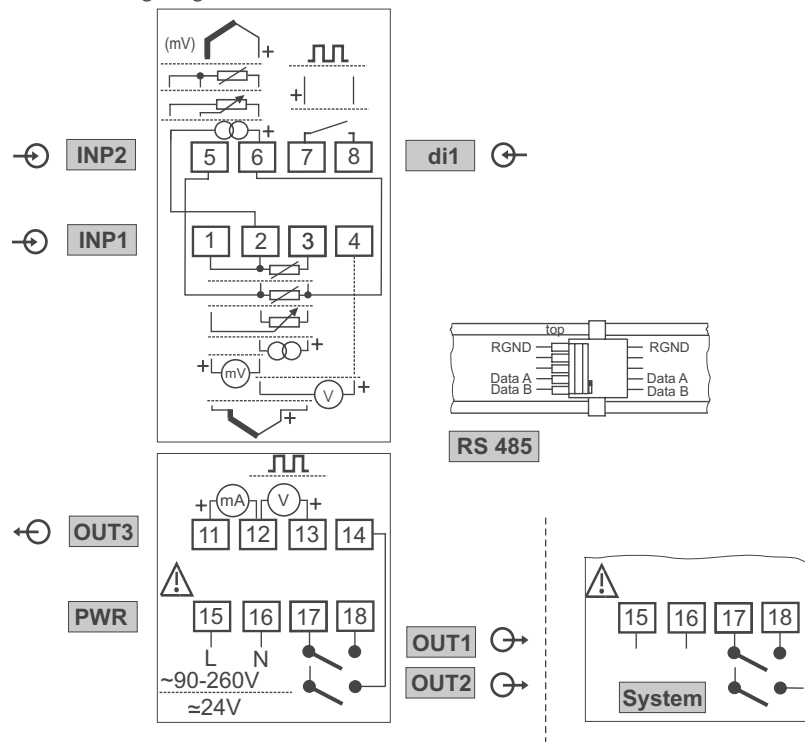 (mV)
+
+
+
INP2
5 6 7 8
di1
INP1
1 2 3 4
+
+
mV
+
V
+
top
RGND
RGND
Data A
Data A
Data B
Data B
RS 485
+
mA
V
+
OUT3
11 12 13 14
PWR
15 16 17 18
L N
~90-260V
≂24V
OUT1
OUT2
15 16 17 18
System